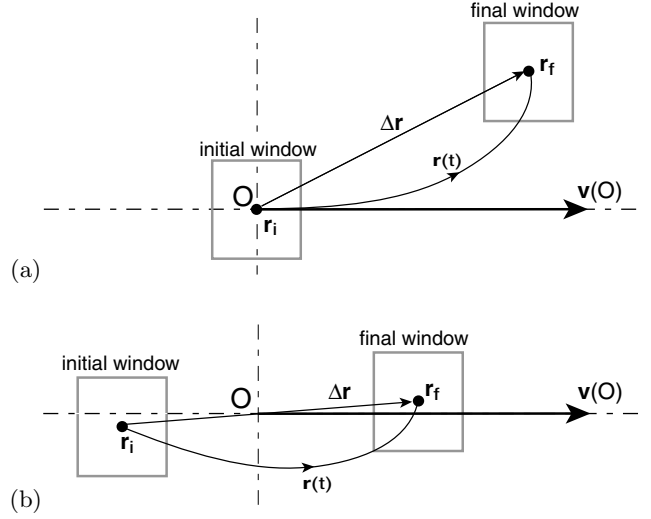 final window
r_f
Δr
initial window
r(t)
O
v(O)
r_i
(a)
final window
initial window
O
Δr
r_f
v(O)
r_i
r(t)
(b)